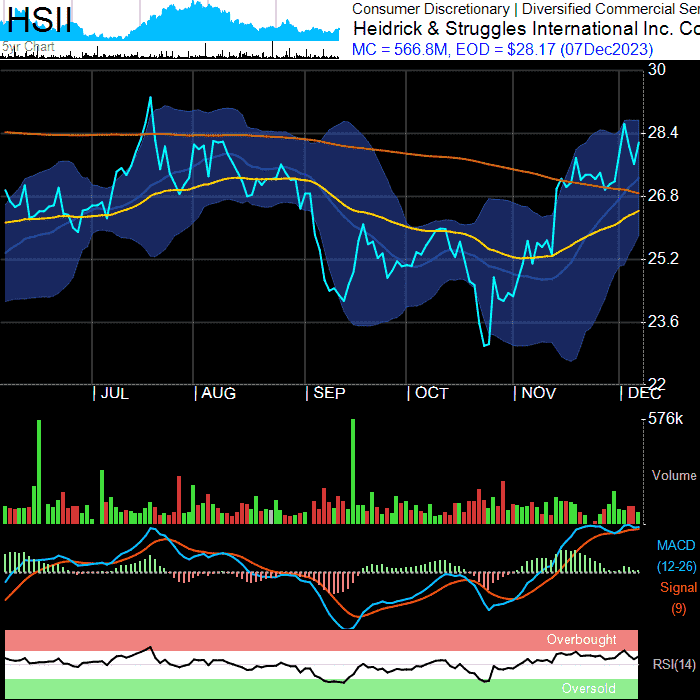 HSII
5yr Chart
Consumer Discretionary | Diversified Commercial Ser
Heidrick & Struggles International Inc. Co
MC = 566.8M, EOD = $28.17 (07Dec2023)
30
28.4
26.8
25.2
23.6
22
| JUL | AUG | SEP | OCT | NOV | DEC
576k
Volume
MACD
(12-26)
Signal
(9)
Overbought
RSI(14)
Oversold